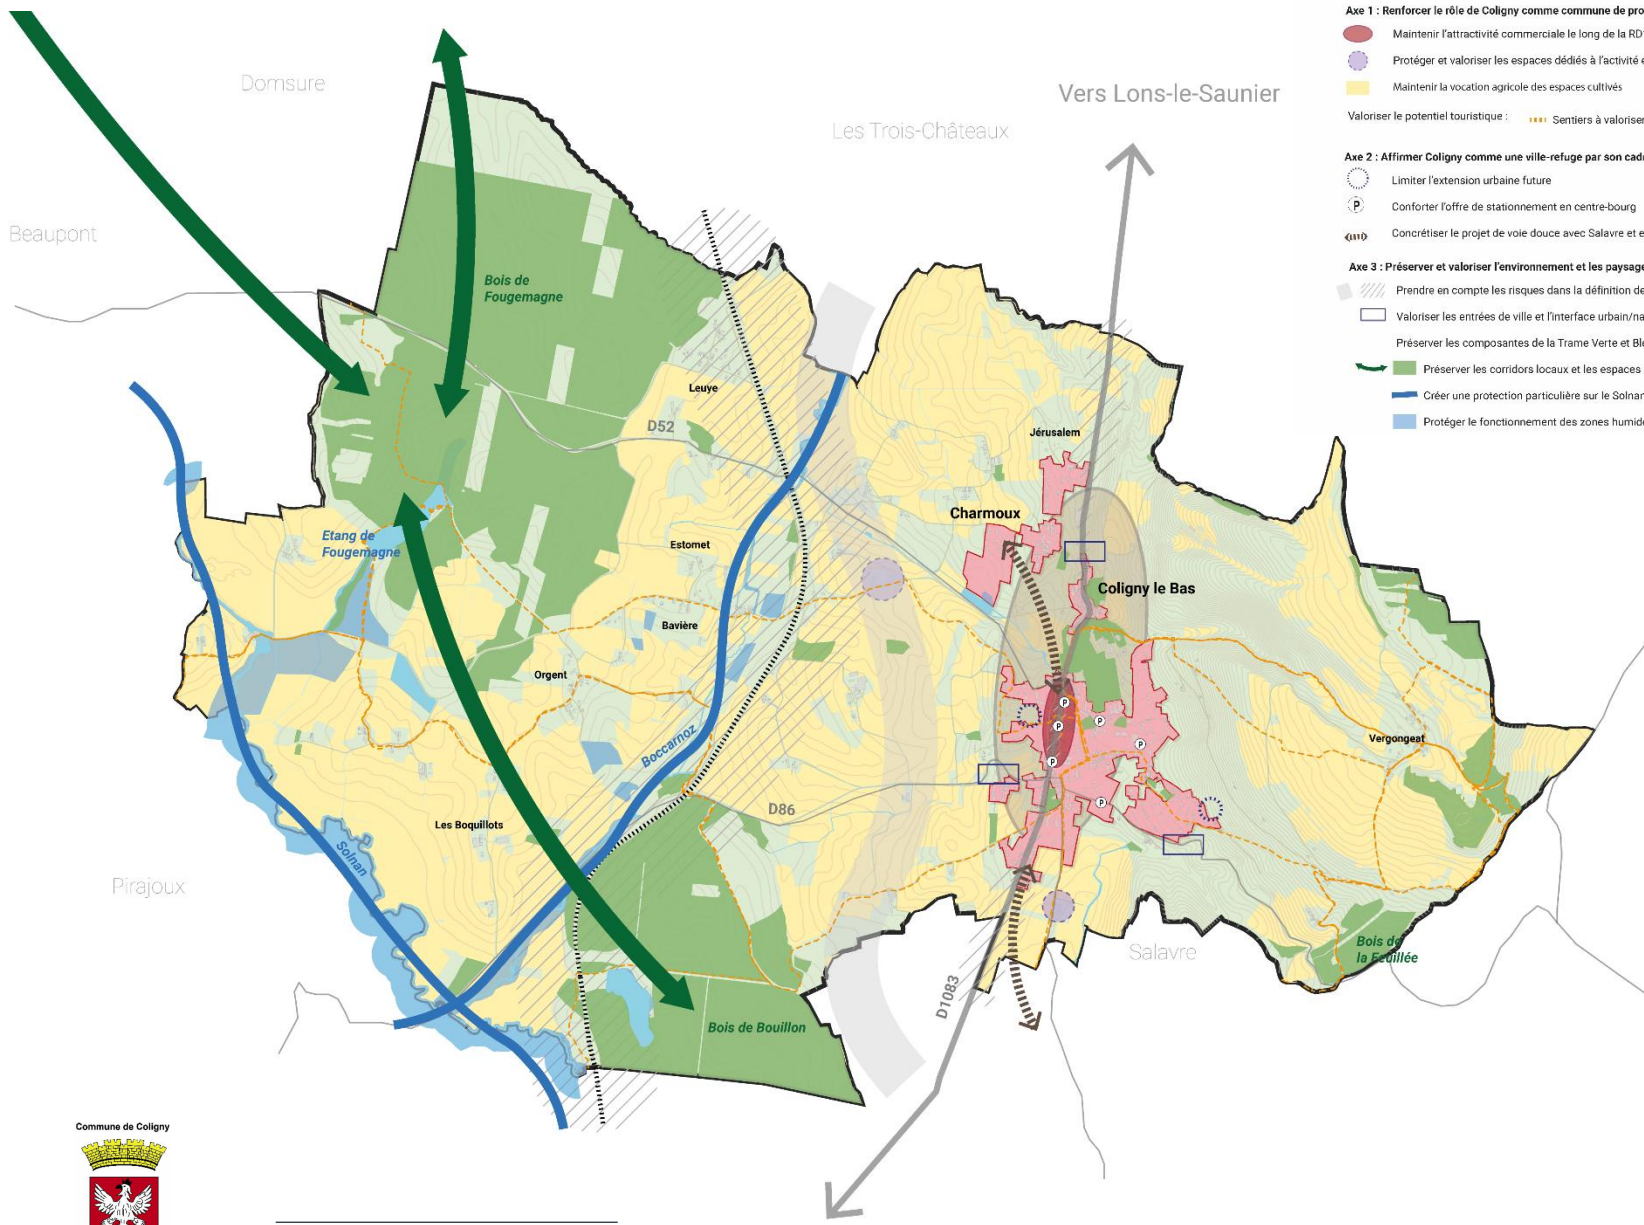 Axe 1 : Renforcer le rôle de Coligny comme commune de pro
Maintenir l'attractivité commerciale le long de la RD
Protéger et valoriser les espaces dédiés à l'activité
Maintenir la vocation agricole des espaces cultivés
Valoriser le potentiel touristique :
Sentiers à valoriser
Axe 2 : Affirmer Coligny comme une ville-refuge par son cad
Limiter l'extension urbaine future
P Conforter l'offre de stationnement en centre-bourg
Concrétiser le projet de voie douce avec Salavre et e
Axe 3 : Préserver et valoriser l'environnement et les paysage
Prendre en compte les risques dans la définition de
Valoriser les entrées de ville et l'interface urbain/na
Préserver les composantes de la Trame Verte et Ble
Préserver les corridors locaux et les espaces
Créer une protection particulière sur le Solnan
Protéger le fonctionnement des zones humide
Domsure
Vers Lons-le-Saunier
Les Trois-Châteaux
Beaupont
Bois de
Fougemagne
Leuye
D52
Jérusalem
Charmoux
Etang de
Fougemagne
Estomet
Coligny le Bas
Bavière
Orgent
P
P
P
P
P
P
Vergongeat
Boccarnoz
D86
Les Boquillots
Solnan
Pirajoux
Salavre
Bois de
la Feuillée
D1083
Bois de Bouillon
Commune de Coligny